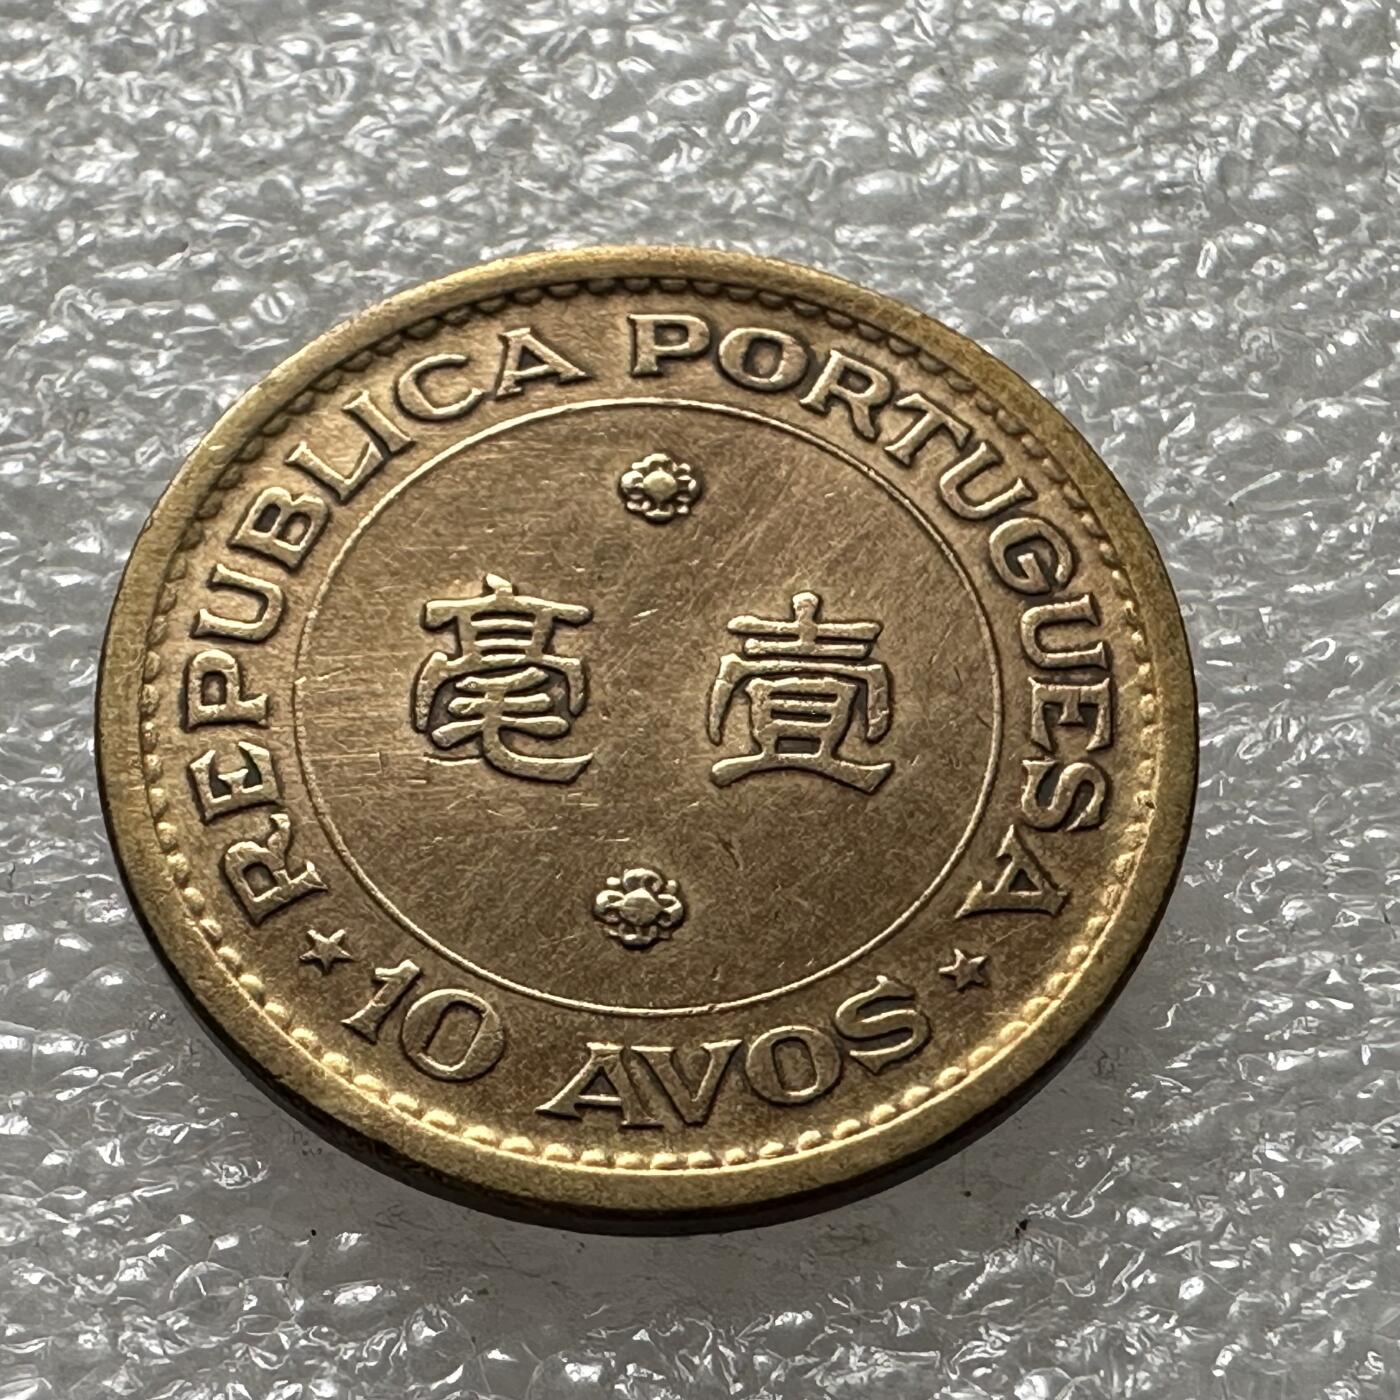 REPUBLICA PORTUGUESA
毫壹
★ 10 AVOS ★